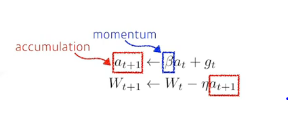 momentum
accumulation
a_{t+1} ← βa_t + g_t
W_{t+1} ← W_t − ηa_{t+1}